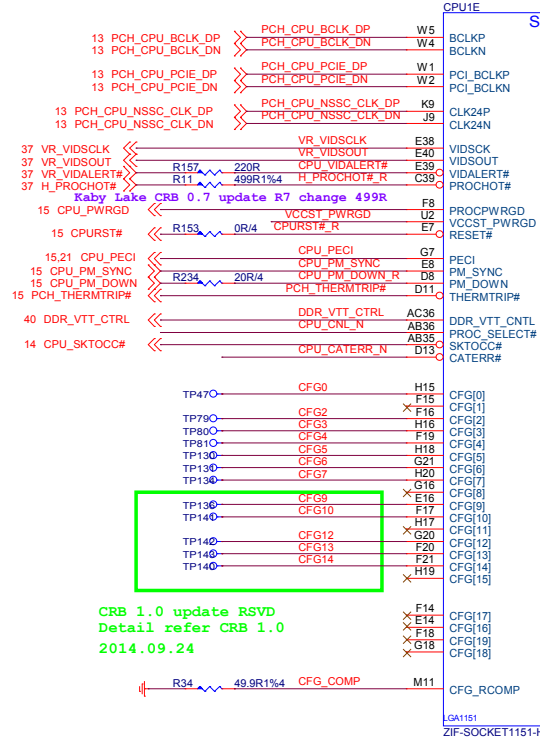 CPU1E
S
13 PCH_CPU_BCLK_DP PCH_CPU_BCLK_DP W5 BCLKP
13 PCH_CPU_BCLK_DN PCH_CPU_BCLK_DN W4 BCLKN
13 PCH_CPU_PCIE_DP PCH_CPU_PCIE_DP W1 PCI_BCLKP
13 PCH_CPU_PCIE_DN PCH_CPU_PCIE_DN W2 PCI_BCLKN
13 PCH_CPU_NSSC_CLK_DP PCH_CPU_NSSC_CLK_DP K9 CLK24P
13 PCH_CPU_NSSC_CLK_DN PCH_CPU_NSSC_CLK_DN J9 CLK24N
37 VR_VIDSCLK VR_VIDSCLK E38 VIDSCK
37 VR_VIDSOUT VR_VIDSOUT E40 VIDSOUT
37 VR_VIDALERT# R157 220R CPU_VIDALERT# E39 VIDALERT#
37 H_PROCHOT# R11 499R1%4 H_PROCHOT#_R C39 PROCHOT#
Kaby Lake CRB 0.7 update R7 change 499R
15 CPU_PWRGD F8 PROCPWRGD
VCCST_PWRGD U2 VCCST_PWRGD
15 CPURST# R153 0R/4 CPURST#_R E7 RESET#
15,21 CPU_PECI CPU_PECI G7 PECI
15 CPU_PM_SYNC CPU_PM_SYNC E8 PM_SYNC
15 CPU_PM_DOWN R234 20R/4 CPU_PM_DOWN_R D8 PM_DOWN
15 PCH_THERMTRIP# PCH_THERMTRIP# D11 THERMTRIP#
40 DDR_VTT_CTRL DDR_VTT_CTRL AC36 DDR_VTT_CNTL
CPU_CNL_N AB36 PROC_SELECT#
14 CPU_SKTOCC# AB35 SKTOCC#
CPU_CATERR_N D13 CATERR#
TP47 CFG0 H15 CFG[0]
F15 CFG[1]
TP79 CFG2 F16 CFG[2]
TP80 CFG3 H16 CFG[3]
TP81 CFG4 F19 CFG[4]
TP130 CFG5 H18 CFG[5]
TP131 CFG6 G21 CFG[6]
TP134 CFG7 H20 CFG[7]
G16 CFG[8]
TP136 CFG9 E16 CFG[9]
TP141 CFG10 F17 CFG[10]
H17 CFG[11]
TP142 CFG12 G20 CFG[12]
TP143 CFG13 F20 CFG[13]
TP140 CFG14 F21 CFG[14]
H19 CFG[15]
CRB 1.0 update RSVD
Detail refer CRB 1.0
2014.09.24
F14 CFG[17]
E14 CFG[16]
F18 CFG[19]
G18 CFG[18]
R34 49.9R1%4 CFG_COMP M11 CFG_RCOMP
LGA1151
ZIF-SOCKET1151-H